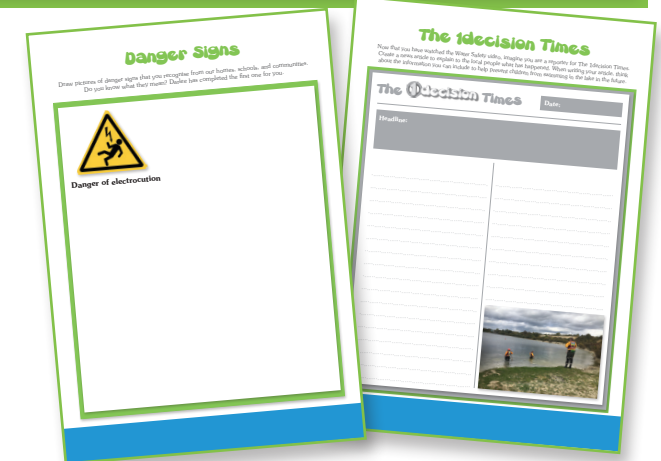 Danger Signs
Draw pictures of danger signs that you recognise from our homes, schools, and communities.
Do you know what they mean? Darlee has completed the first one for you.
Danger of electrocution
The 1decision Times
Now that you have watched the Water Safety video, imagine you are a reporter for The 1decision Times.
Create a news article to explain to the local people what has happened. When writing your article, think
about the information you can include to help prevent children from swimming in the lake in the future.
The 1decision Times
Date:
Headline: